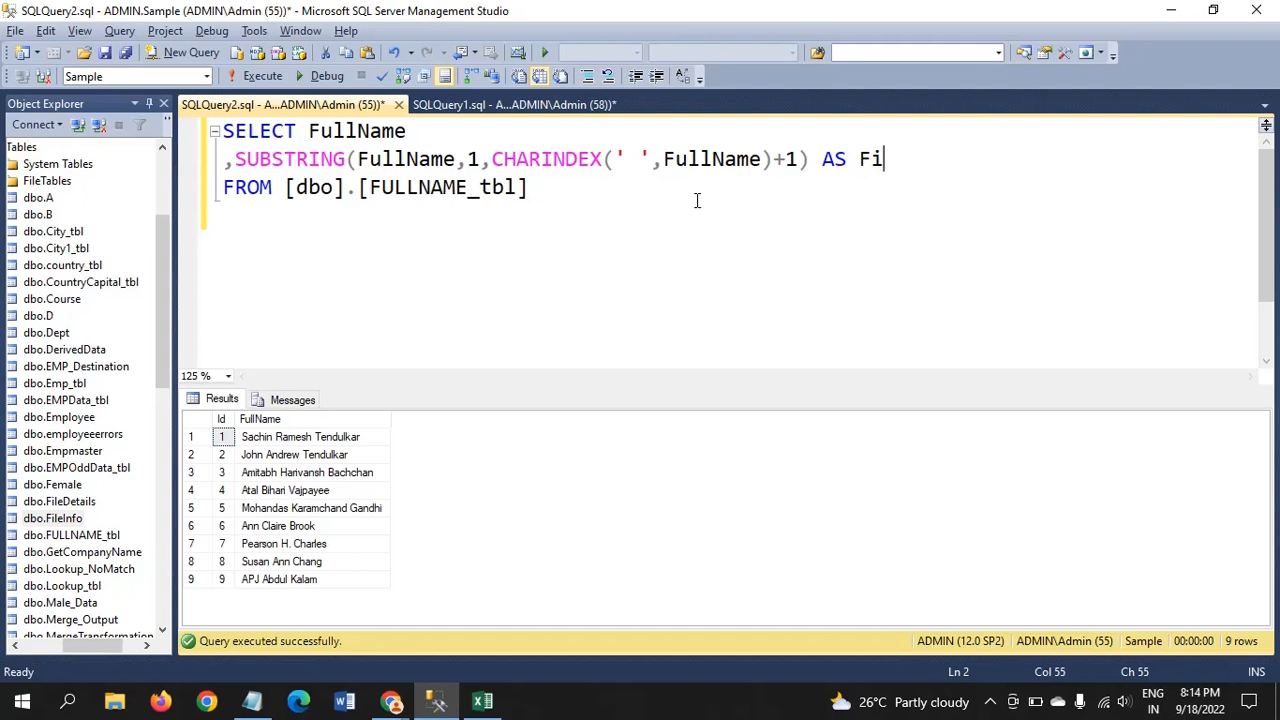 SQLQuery2.sql - ADMIN.Sample (ADMIN\Admin (55))* - Microsoft SQL Server Management Studio
File Edit View Query Project Debug Tools Window Help
New Query
Sample Execute Debug
Object Explorer
SQLQuery2.sql - A...ADMIN\Admin (55))*
SQLQuery1.sql - A...ADMIN\Admin (58))*
Connect
Tables
System Tables
FileTables
dbo.A
dbo.B
dbo.City_tbl
dbo.City1_tbl
dbo.country_tbl
dbo.CountryCapital_tbl
dbo.Course
dbo.D
dbo.Dept
dbo.DerivedData
dbo.EMP_Destination
dbo.Emp_tbl
dbo.EMPData_tbl
dbo.Employee
dbo.employeeerrors
dbo.Empmaster
dbo.EMPOddData_tbl
dbo.Female
dbo.FileDetails
dbo.FileInfo
dbo.FULLNAME_tbl
dbo.GetCompanyName
dbo.Lookup_NoMatch
dbo.Lookup_tbl
dbo.Male_Data
dbo.Merge_Output
dbo.MergeTransformation
SELECT FullName
,SUBSTRING(FullName,1,CHARINDEX(' ',FullName)+1) AS Fi
FROM [dbo].[FULLNAME_tbl]
125 %
Results Messages
Id FullName
1 1 Sachin Ramesh Tendulkar
2 2 John Andrew Tendulkar
3 3 Amitabh Harivansh Bachchan
4 4 Atal Bihari Vajpayee
5 5 Mohandas Karamchand Gandhi
6 6 Ann Claire Brook
7 7 Pearson H. Charles
8 8 Susan Ann Chang
9 9 APJ Abdul Kalam
Query executed successfully. ADMIN (12.0 SP2) ADMIN\Admin (55) Sample 00:00:00 9 rows
Ready Ln 2 Col 55 Ch 55 INS
26°C Partly cloudy
ENG
IN
8:14 PM
9/18/2022